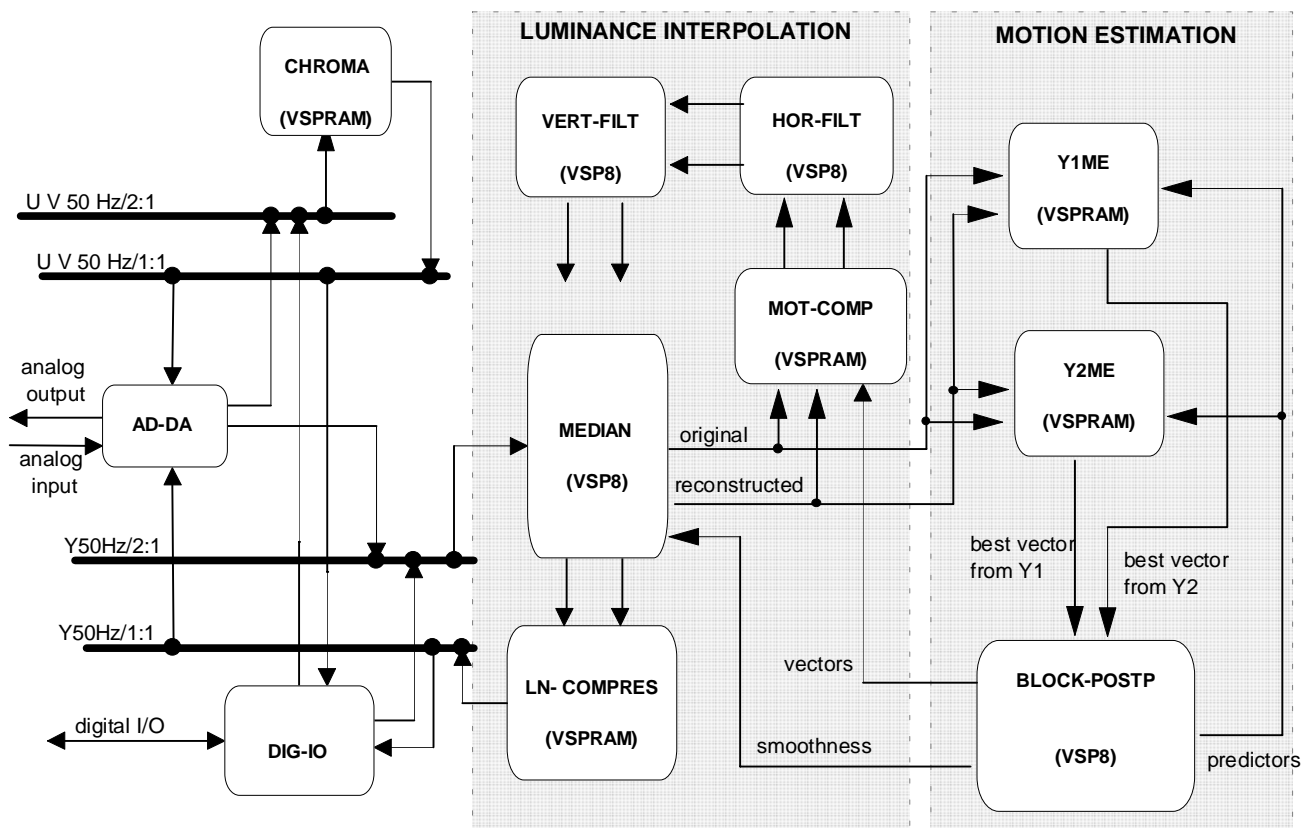 LUMINANCE INTERPOLATION
MOTION ESTIMATION
CHROMA
(VSPRAM)
VERT-FILT
(VSP8)
HOR-FILT
(VSP8)
Y1ME
(VSPRAM)
U V 50 Hz/2:1
U V 50 Hz/1:1
MOT-COMP
(VSPRAM)
Y2ME
(VSPRAM)
analog
output
AD-DA
analog
input
MEDIAN
(VSP8)
original
reconstructed
Y50Hz/2:1
best vector
from Y1
best vector
from Y2
Y50Hz/1:1
LN- COMPRES
(VSPRAM)
vectors
BLOCK-POSTP
(VSP8)
digital I/O
DIG-IO
smoothness
predictors